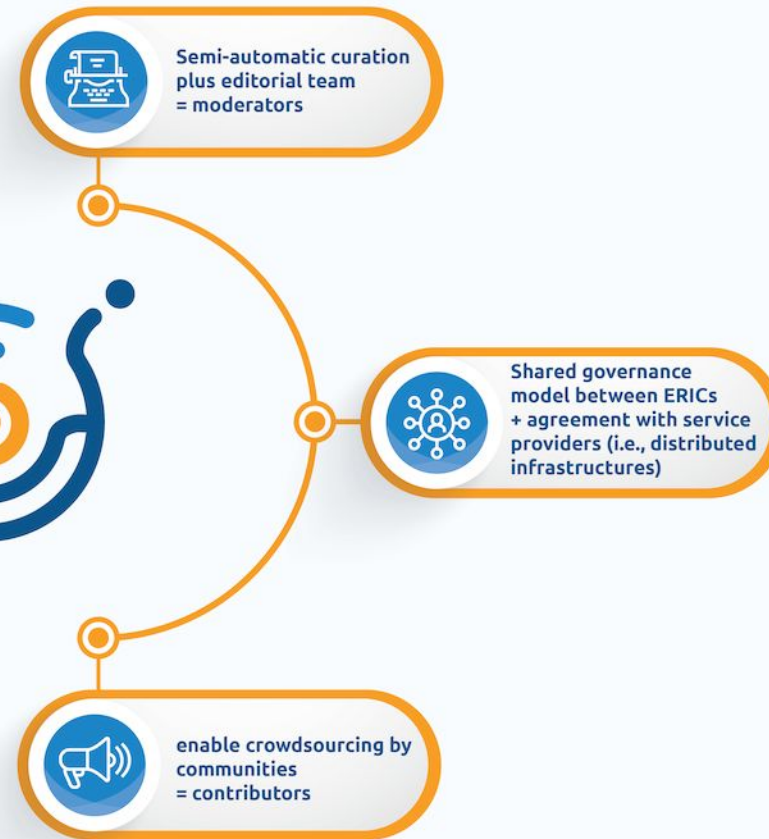 Semi-automatic curation
plus editorial team
= moderators
Shared governance
model between ERICs
+ agreement with service
providers (i.e., distributed
infrastructures)
enable crowdsourcing by
communities
= contributors